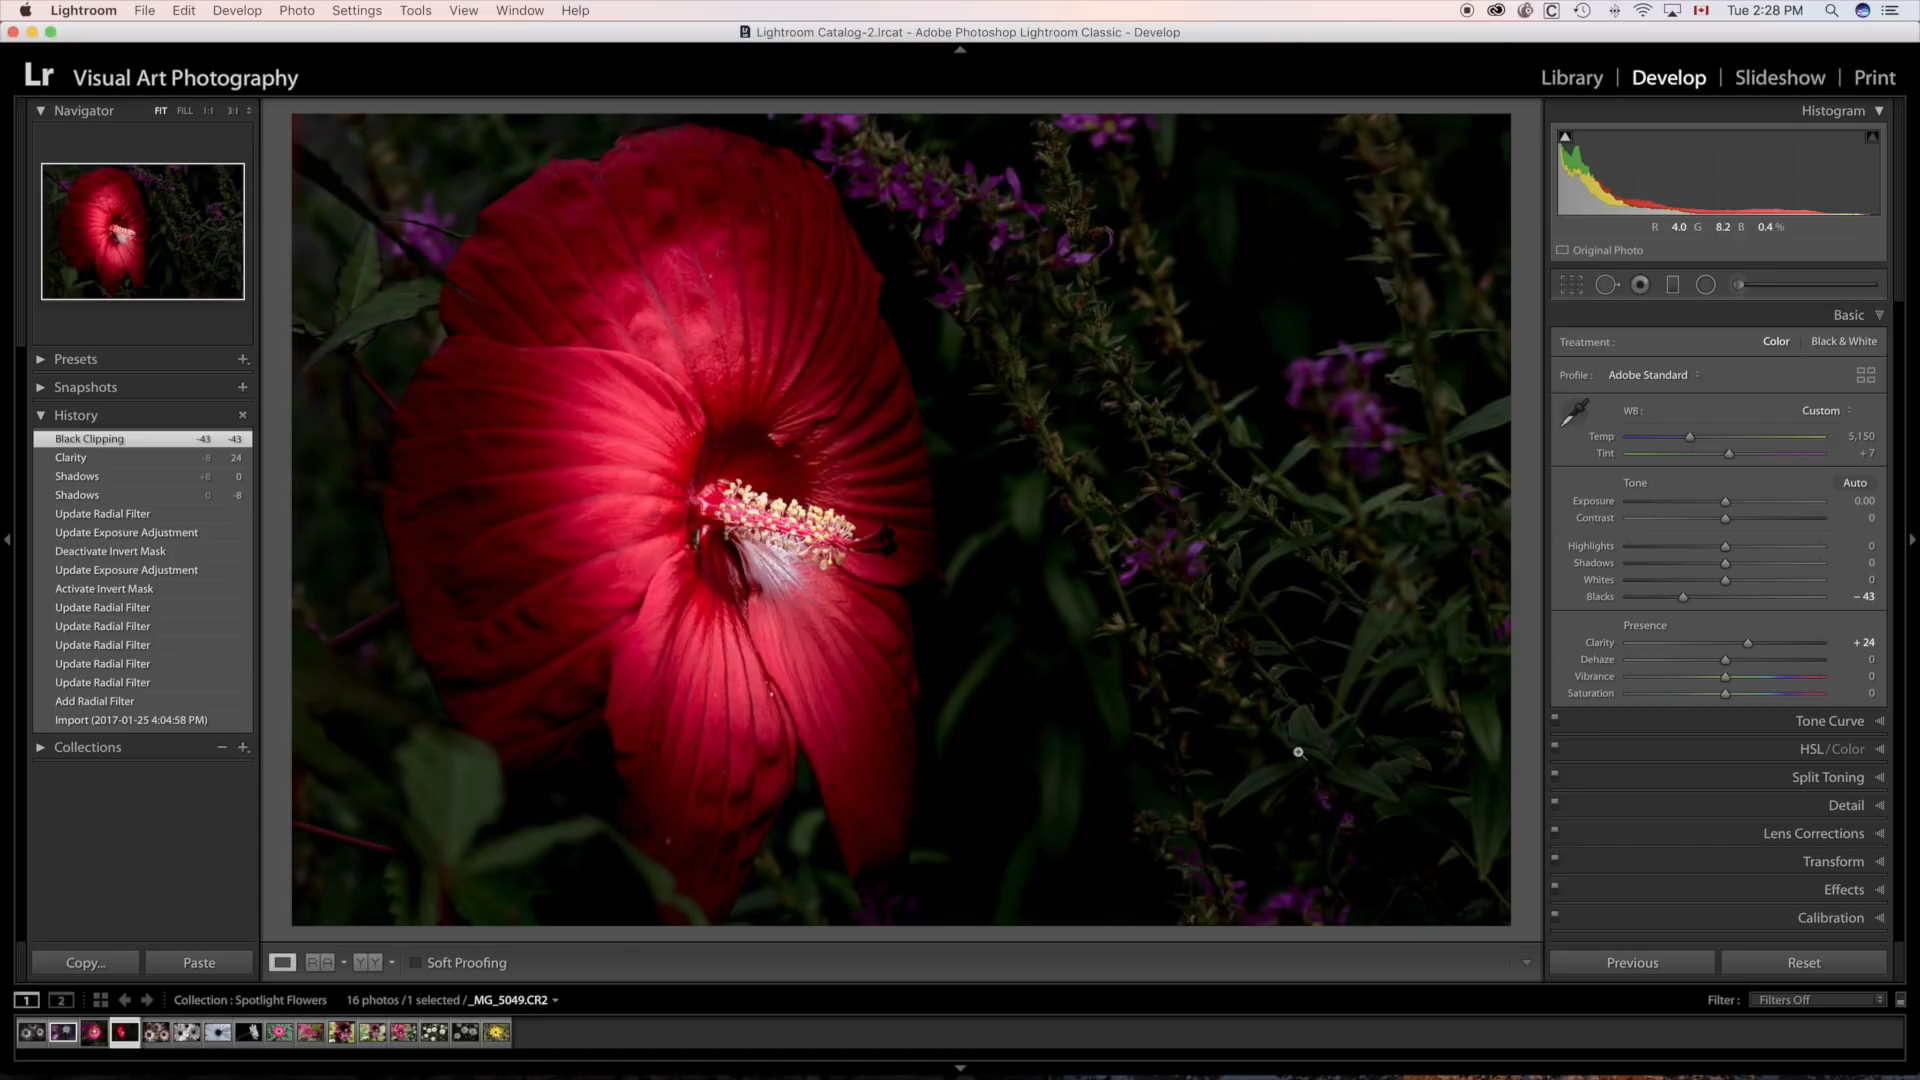 Lightroom File Edit Develop Photo Settings Tools View Window Help Tue 2:28 PM
Lightroom Catalog-2.lrcat - Adobe Photoshop Lightroom Classic - Develop
Lr Visual Art Photography Library | Develop | Slideshow | Print
Navigator FIT FILL 1:1 3:1
Presets
Snapshots
History
Black Clipping -43 -43
Clarity -8 24
Shadows +8 0
Shadows 0 -8
Update Radial Filter
Update Exposure Adjustment
Deactivate Invert Mask
Update Exposure Adjustment
Activate Invert Mask
Update Radial Filter
Update Radial Filter
Update Radial Filter
Update Radial Filter
Update Radial Filter
Add Radial Filter
Import (2017-01-25 4:04:58 PM)
Collections
Copy... Paste
Soft Proofing
Histogram
R 4.0 G 8.2 B 0.4 %
Original Photo
Basic
Treatment : Color | Black & White
Profile : Adobe Standard
WB : Custom
Temp 5,150
Tint + 7
Tone Auto
Exposure 0.00
Contrast 0
Highlights 0
Shadows 0
Whites 0
Blacks – 43
Presence
Clarity + 24
Dehaze 0
Vibrance 0
Saturation 0
Tone Curve
HSL / Color
Split Toning
Detail
Lens Corrections
Transform
Effects
Calibration
Previous Reset
1 2 Collection : Spotlight Flowers 16 photos /1 selected /_MG_5049.CR2 Filter : Filters Off